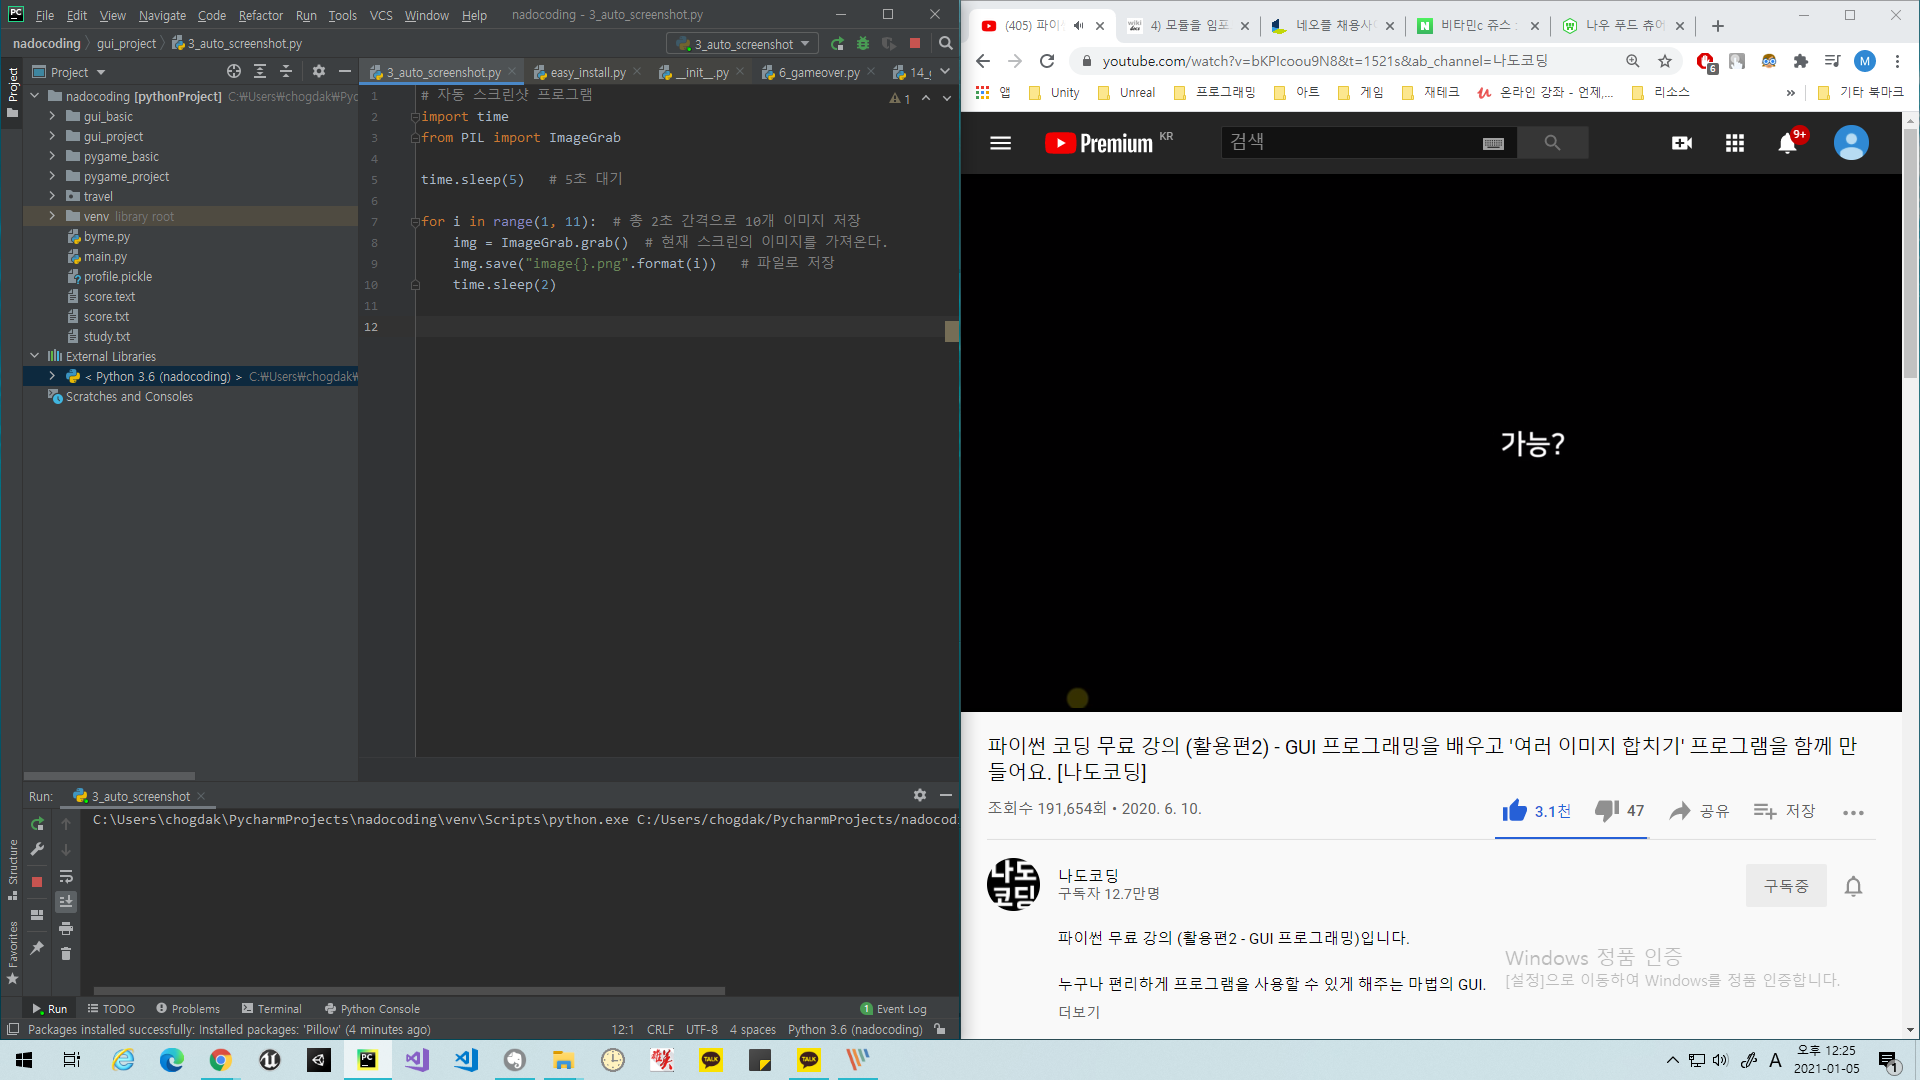 File Edit View Navigate Code Refactor Run Tools VCS Window Help nadocoding - 3_auto_screenshot.py
nadocoding gui_project 3_auto_screenshot.py
3_auto_screenshot
Project
3_auto_screenshot.py easy_install.py __init__.py 6_gameover.py
Project
nadocoding [pythonProject] C:₩Users₩chogdak₩Pyc
gui_basic
gui_project
pygame_basic
pygame_project
travel
venv library root
byme.py
main.py
profile.pickle
score.text
score.txt
study.txt
External Libraries
< Python 3.6 (nadocoding) > C:₩Users₩chogdak₩
Scratches and Consoles
1 # 자동 스크린샷 프로그램
2 import time
3 from PIL import ImageGrab
4
5 time.sleep(5) # 5초 대기
6
7 for i in range(1, 11): # 총 2초 간격으로 10개 이미지 저장
8 img = ImageGrab.grab() # 현재 스크린의 이미지를 가져온다.
9 img.save("image{}.png".format(i)) # 파일로 저장
10 time.sleep(2)
11
12
1
Run: 3_auto_screenshot
C:\Users\chogdak\PycharmProjects\nadocoding\venv\Scripts\python.exe C:/Users/chogdak/PycharmProjects/nadocodi
Structure
Favorites
Run TODO Problems Terminal Python Console 1 Event Log
Packages installed successfully: Installed packages: 'Pillow' (4 minutes ago) 12:1 CRLF UTF-8 4 spaces Python 3.6 (nadocoding)
(405) 파이 4) 모듈을 임포 네오플 채용사 비타민c 쥬스 나우 푸드 츄어
youtube.com/watch?v=bKPIcoou9N8&t=1521s&ab_channel=나도코딩
6
M
앱 Unity Unreal 프로그래밍 아트 게임 재테크 온라인 강좌 - 언제,... 리소스 » 기타 북마크
Premium KR
검색
9+
가능?
파이썬 코딩 무료 강의 (활용편2) - GUI 프로그래밍을 배우고 '여러 이미지 합치기' 프로그램을 함께 만
들어요. [나도코딩]
조회수 191,654회 • 2020. 6. 10.
3.1천 47 공유 저장
나도
코딩
나도코딩
구독자 12.7만명
구독중
파이썬 무료 강의 (활용편2 - GUI 프로그래밍)입니다.
누구나 편리하게 프로그램을 사용할 수 있게 해주는 마법의 GUI.
더보기
Windows 정품 인증
[설정]으로 이동하여 Windows를 정품 인증합니다.
PC
TALK
TALK
A
오후 12:25
2021-01-05
1